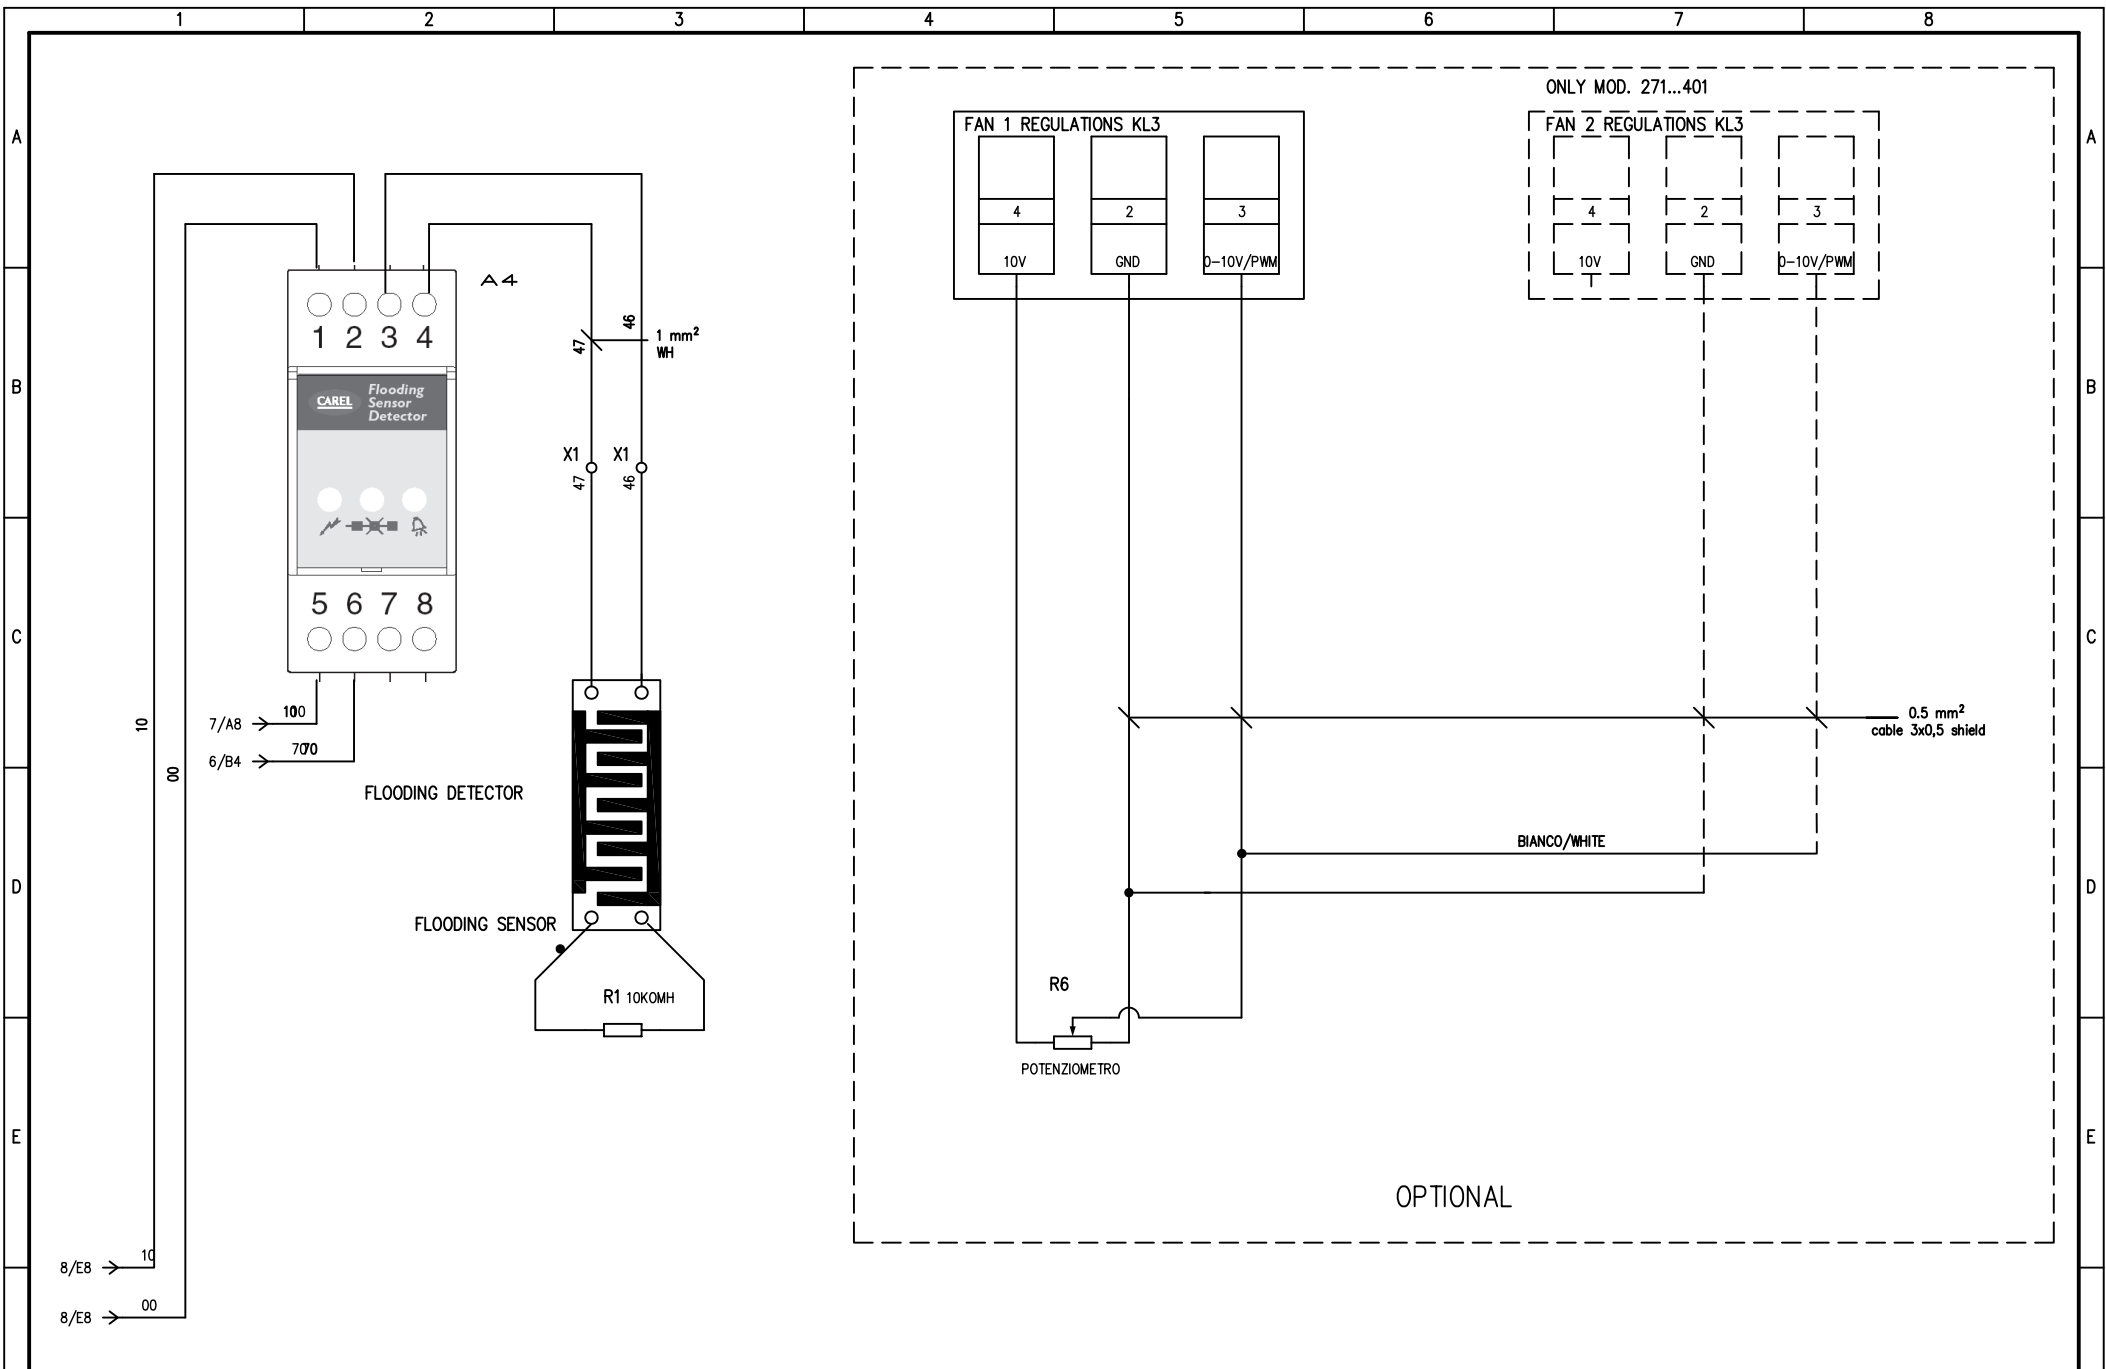 1 2 3 4 5 6 7 8
ONLY MOD. 271...401
FAN 1 REGULATIONS KL3
FAN 2 REGULATIONS KL3
A
A
4 2 3
4 2 3
10V GND 0-10V/PWM
10V GND 0-10V/PWM
A4
1 2 3 4
47
46
1 mm²
WH
B
B
CAREL
Flooding
Sensor
Detector
X1 X1
47 46
5 6 7 8
C
C
7/A8 100
6/B4 7070
10
00
0.5 mm²
cable 3x0,5 shield
FLOODING DETECTOR
BIANCO/WHITE
D
D
FLOODING SENSOR
R1 10KOMH
R6
POTENZIOMETRO
E
E
OPTIONAL
8/E8 10
8/E8 00